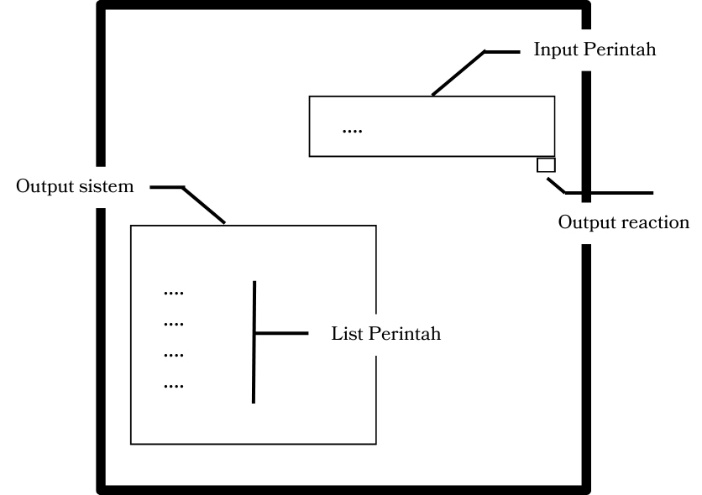 Input Perintah
....
Output sistem
Output reaction
....
....
List Perintah
....
....